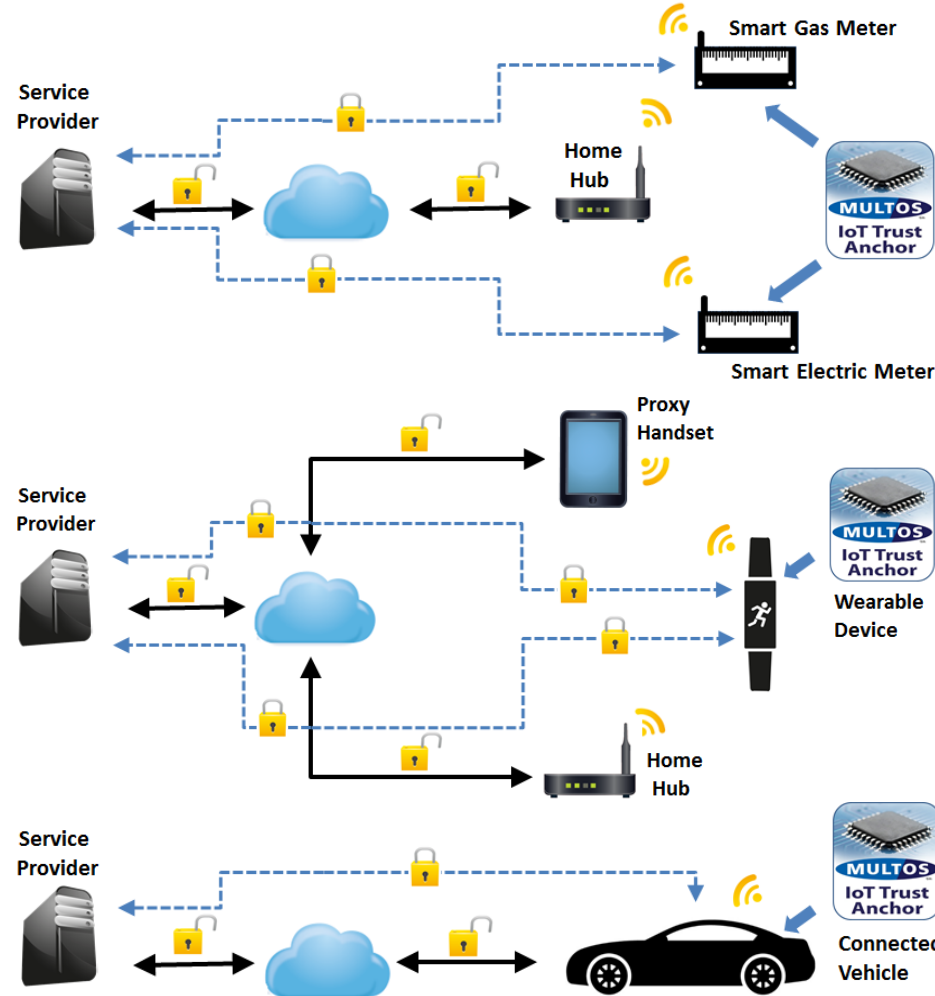 Smart Gas Meter
Service
Provider
Home
Hub
MULTOS
IoT Trust
Anchor
Smart Electric Meter
Proxy
Handset
Service
Provider
MULTOS
IoT Trust
Anchor
Wearable
Device
Home
Hub
Service
Provider
MULTOS
IoT Trust
Anchor
Connected
Vehicle